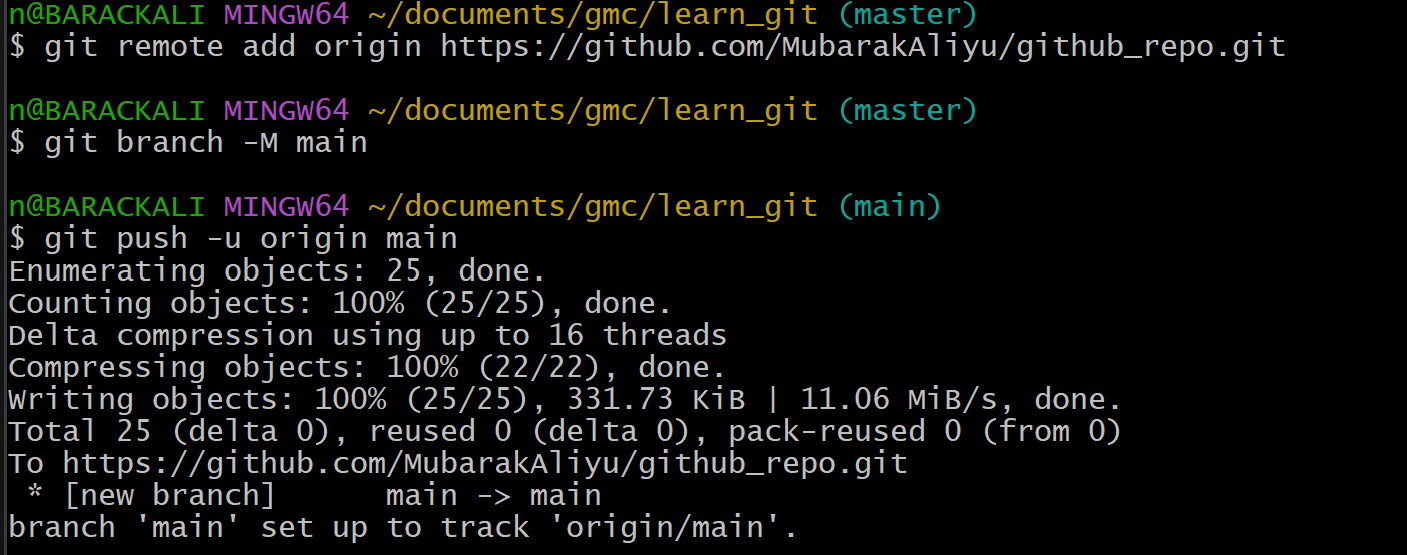 n@BARACKALI MINGW64 ~/documents/gmc/learn_git (master)
$ git remote add origin https://github.com/MubarakAliyu/github_repo.git
n@BARACKALI MINGW64 ~/documents/gmc/learn_git (master)
$ git branch -M main
n@BARACKALI MINGW64 ~/documents/gmc/learn_git (main)
$ git push -u origin main
Enumerating objects: 25, done.
Counting objects: 100% (25/25), done.
Delta compression using up to 16 threads
Compressing objects: 100% (22/22), done.
Writing objects: 100% (25/25), 331.73 KiB | 11.06 MiB/s, done.
Total 25 (delta 0), reused 0 (delta 0), pack-reused 0 (from 0)
To https://github.com/MubarakAliyu/github_repo.git
 * [new branch]      main -> main
branch 'main' set up to track 'origin/main'.